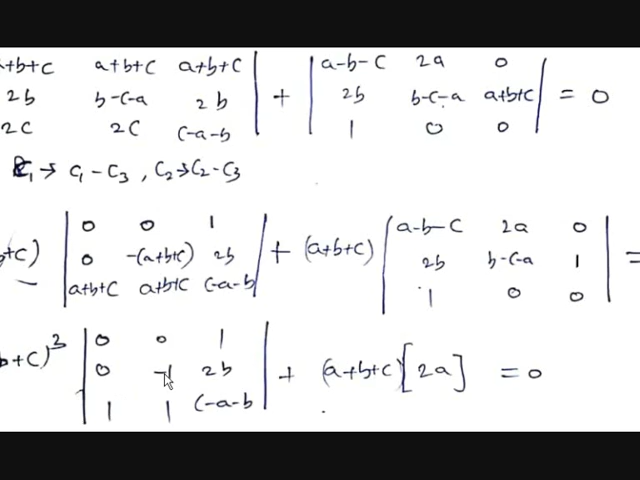 a+b+c a+b+c a+b+c | + | a-b-c 2a 0 | = 0
2b b-c-a 2b | | 2b b-c-a a+b+c |
2c 2c c-a-b | | 1 0 0 |
C₁ → C₁-C₃, C₂→C₂-C₃
b+c) | 0 0 1 | + (a+b+c) | a-b-c 2a 0 | =
| 0 -(a+b+c) 2b | | 2b b-c-a 1 |
| a+b+c a+b+c c-a-b | | 1 0 0 |
b+c)³ | 0 0 1 | + (a+b+c)[2a] = 0
| 0 -1 2b |
| 1 1 c-a-b |